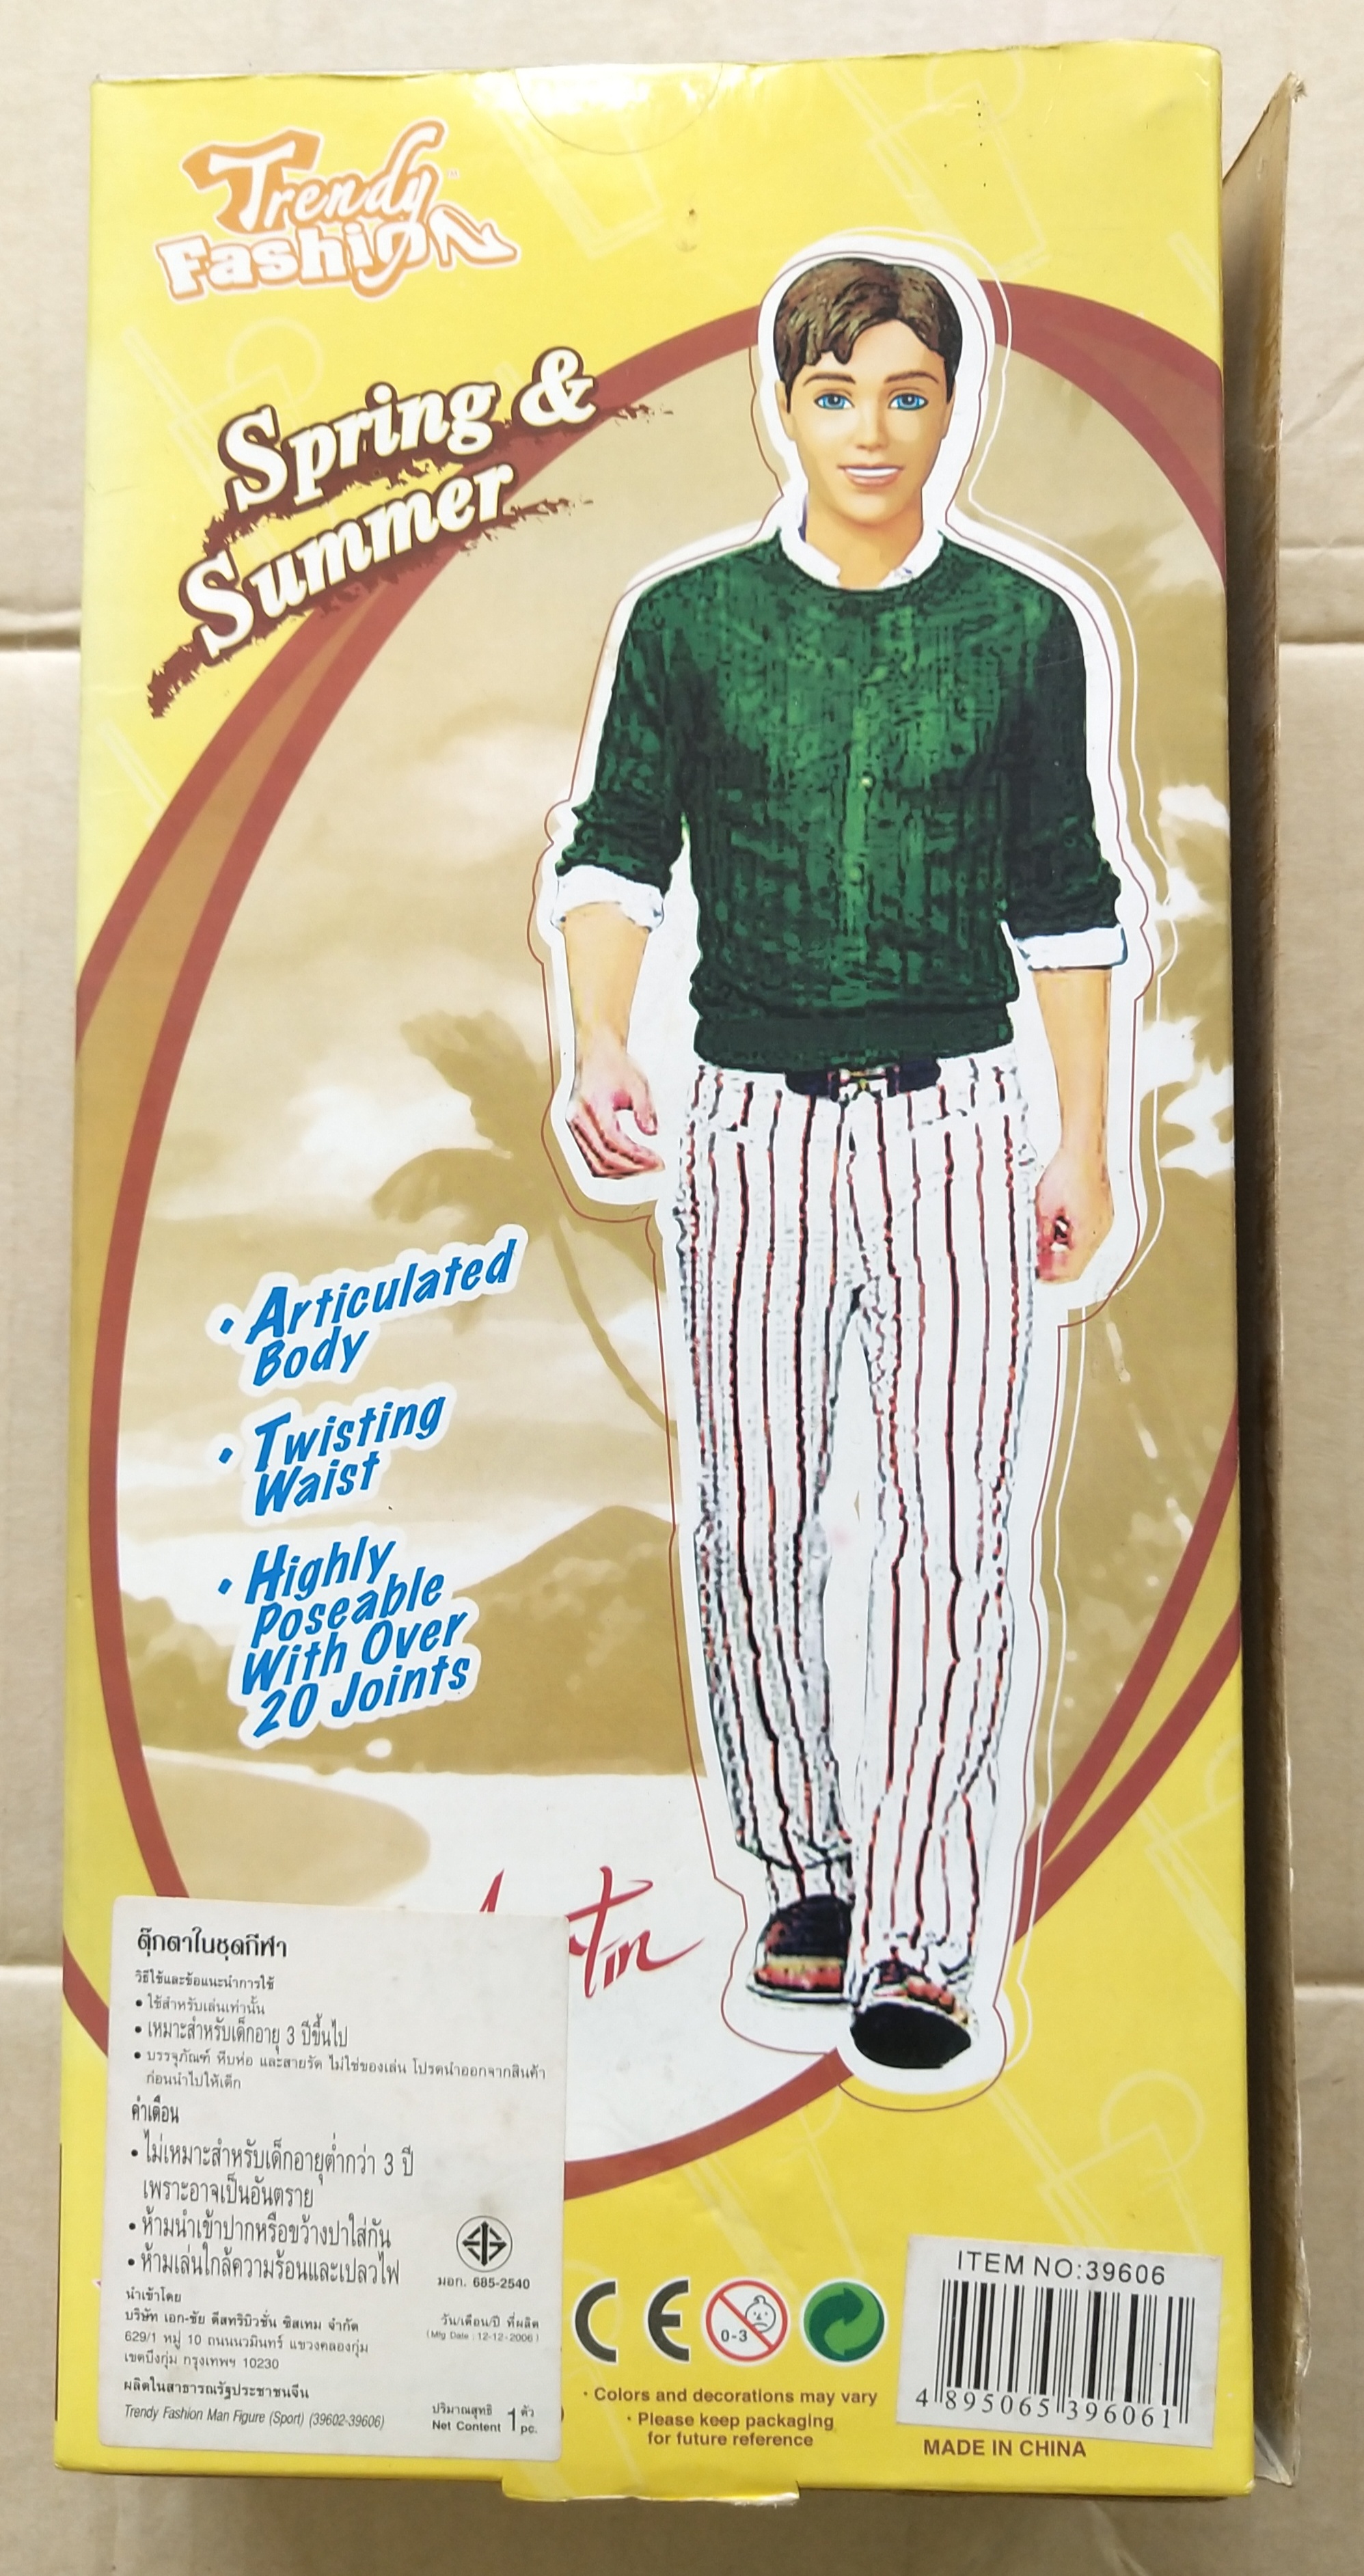 Trendy
Fashion
Spring &
Summer
• Articulated
Body
• Twisting
Waist
• Highly
Poseable
With Over
20 Joints
ตุ๊กตาในชุดกีฬา
วิธีใช้และข้อแนะนำการใช้
• ใช้สำหรับเล่นเท่านั้น
• เหมาะสำหรับเด็กอายุ 3 ปีขึ้นไป
• บรรจุภัณฑ์ หีบห่อ และสายรัด ไม่ใช่ของเล่น โปรดนำออกจากสินค้า
ก่อนนำไปให้เด็ก
คำเตือน
• ไม่เหมาะสำหรับเด็กอายุต่ำกว่า 3 ปี
เพราะอาจเป็นอันตราย
• ห้ามนำเข้าปากหรือขว้างปาใส่กัน
• ห้ามเล่นใกล้ความร้อนและเปลวไฟ
มอก. 685-2540
นำเข้าโดย
บริษัท เอก-ชัย ดีสทริบิวชั่น ซิสเทม จำกัด
629/1 หมู่ 10 ถนนนวมินทร์ แขวงคลองกุ่ม
เขตบึงกุ่ม กรุงเทพฯ 10230
วัน/เดือน/ปี ที่ผลิต
(Mfg Date : 12-12-2006)
ผลิตในสาธารณรัฐประชาชนจีน
Trendy Fashion Man Figure (Sport) (39602-39606)
ปริมาณสุทธิ 1 ตัว
Net Content pc.
CE
0-3
• Colors and decorations may vary
• Please keep packaging
for future reference
ITEM NO:39606
4 895065 396061
MADE IN CHINA